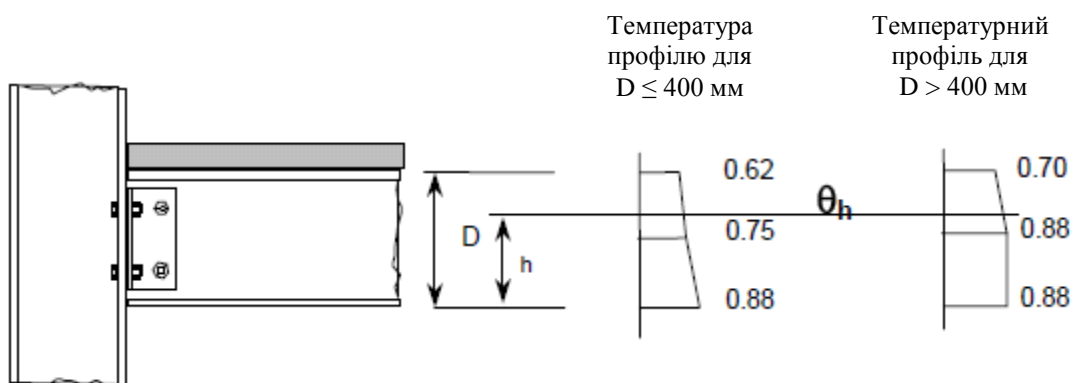 Температура
профілю для
D ≤ 400 мм
Температурний
профіль для
D > 400 мм
0.62
0.70
θh
D
0.75
0.88
h
0.88
0.88